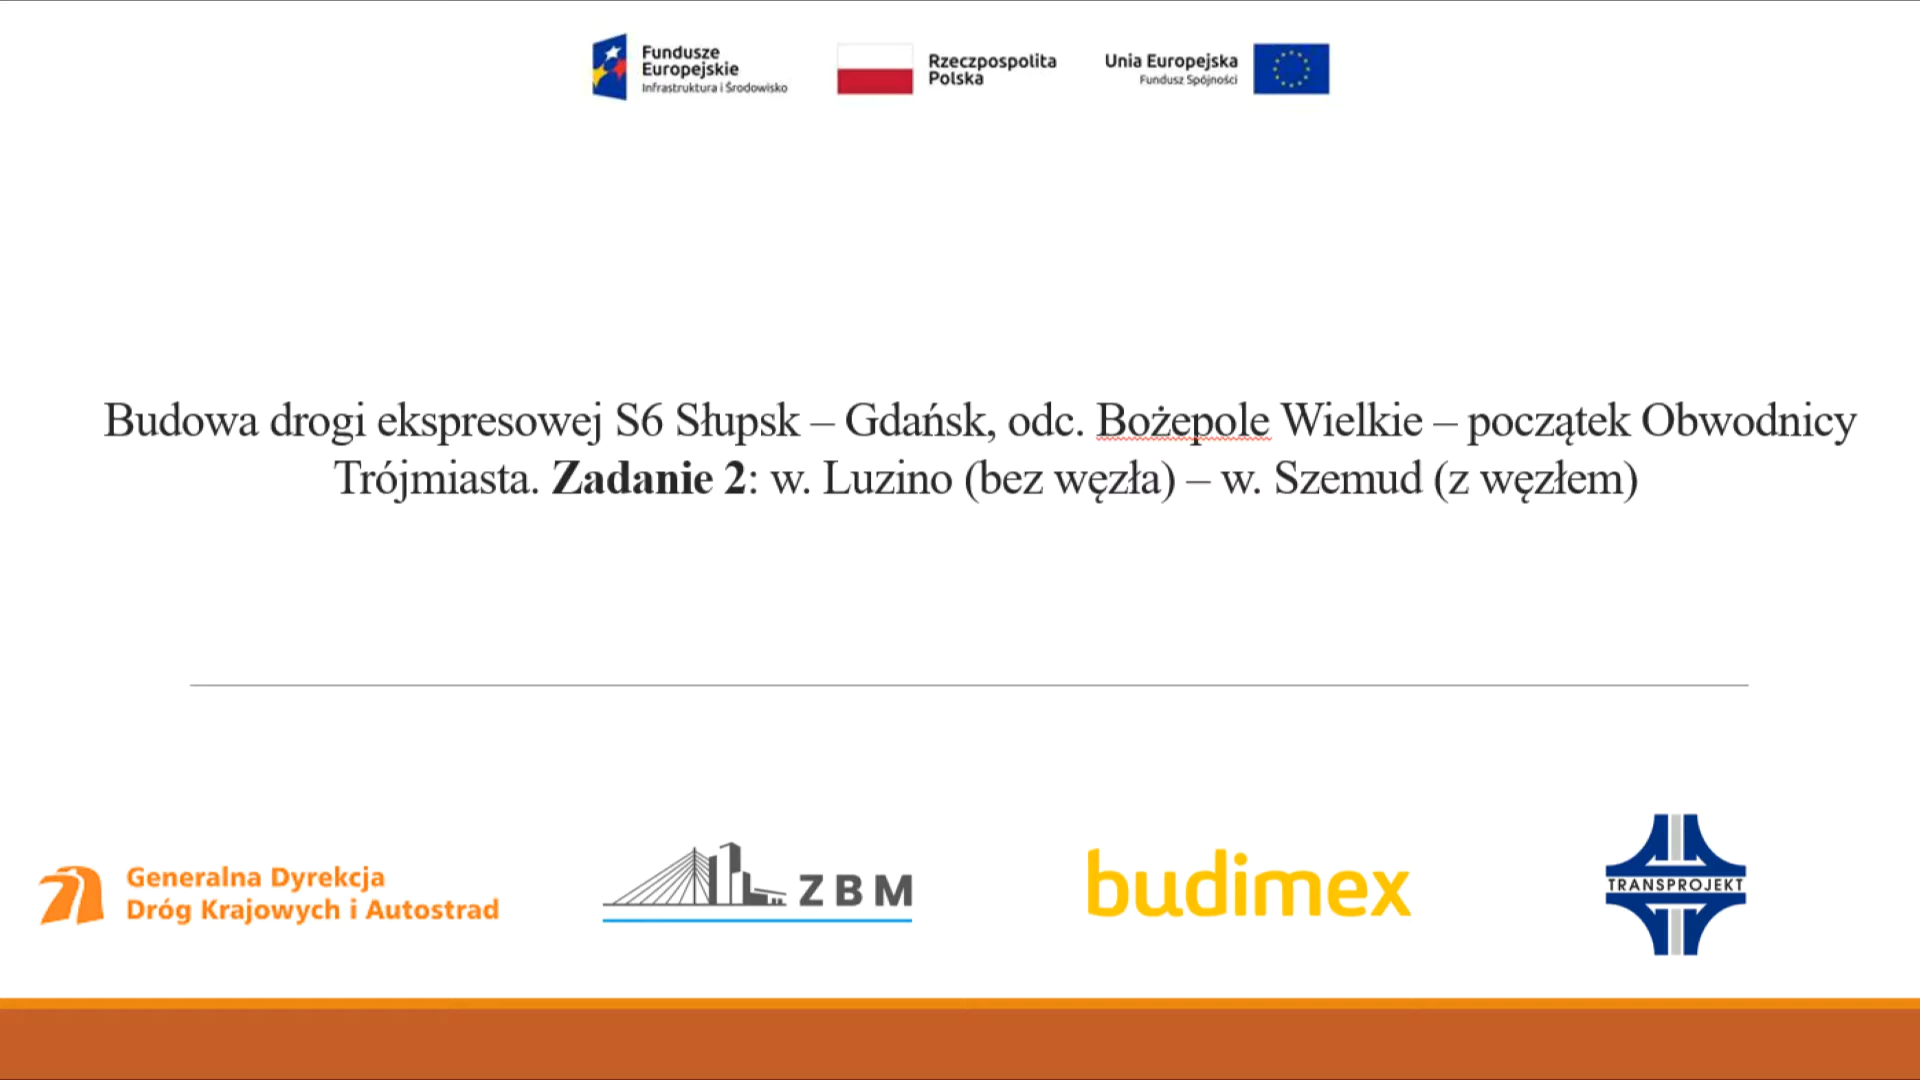 Fundusze
Europejskie
Infrastruktura i Środowisko
Rzeczpospolita
Polska
Unia Europejska
Fundusz Spójności
Budowa drogi ekspresowej S6 Słupsk – Gdańsk, odc. Bożepole Wielkie – początek Obwodnicy
Trójmiasta. Zadanie 2: w. Luzino (bez węzła) – w. Szemud (z węzłem)
Generalna Dyrekcja
Dróg Krajowych i Autostrad
ZBM
budimex
TRANSPROJEKT